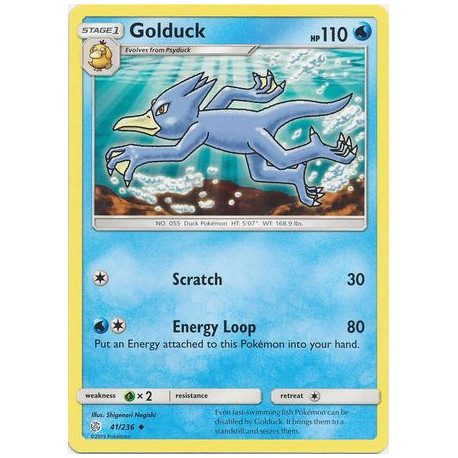 STAGE 1 Golduck HP 110
Evolves from Psyduck
NO. 055 Duck Pokémon HT: 5'07" WT: 168.9 lbs.
Scratch 30
Energy Loop 80
Put an Energy attached to this Pokémon into your hand.
weakness × 2 resistance retreat
Illus. Shigenori Negishi
41/236
©2019 Pokémon
Even fast-swimming fish Pokémon can be
disabled by Golduck. It brings them to a
standstill and seizes them.